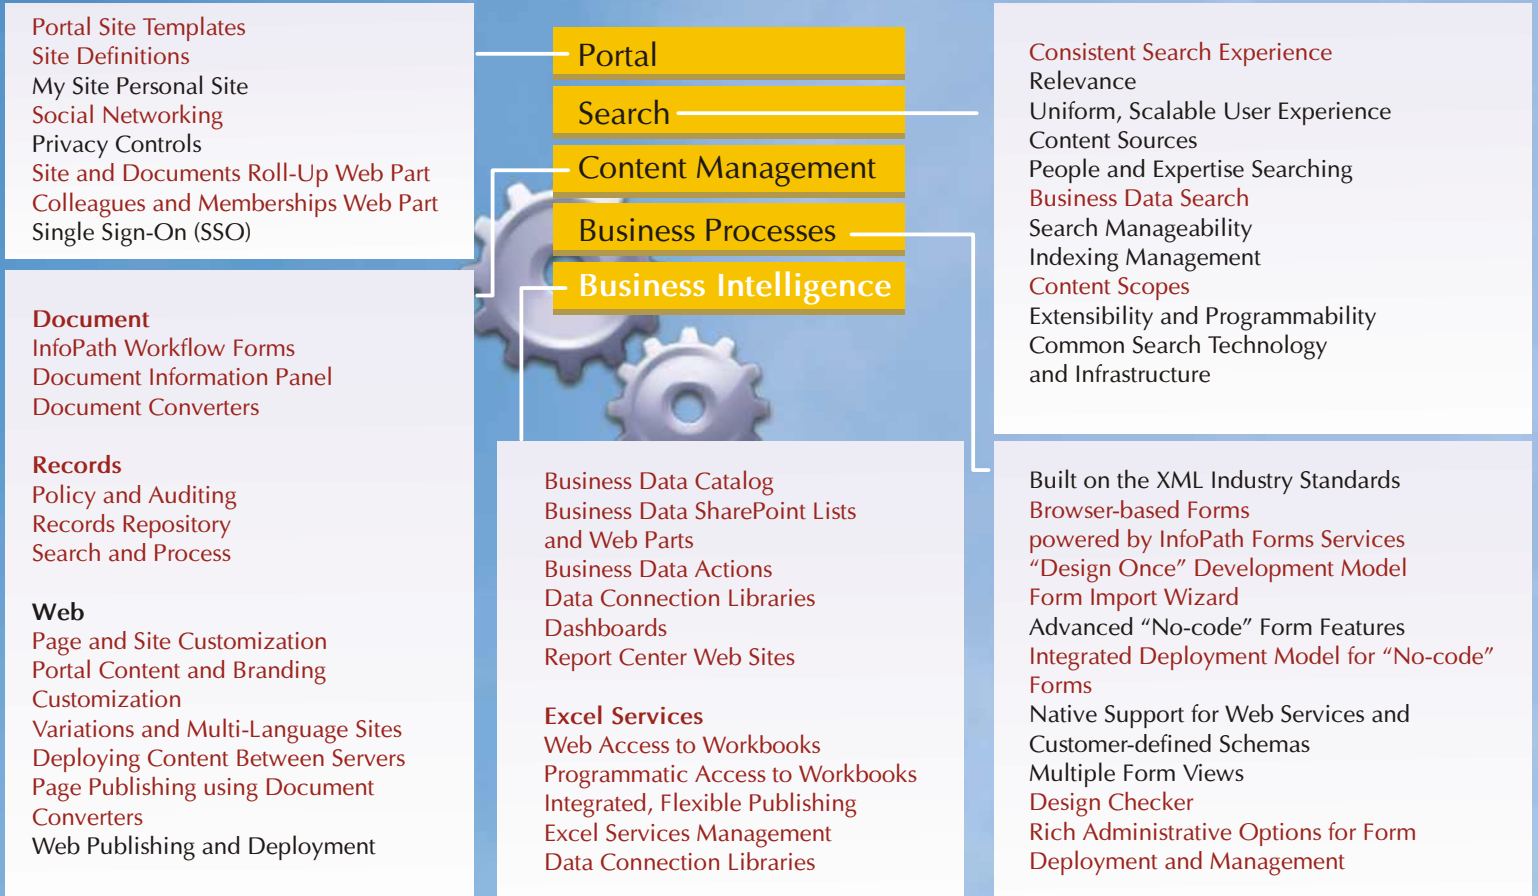 Portal Site Templates
Site Definitions
My Site Personal Site
Social Networking
Privacy Controls
Site and Documents Roll-Up Web Part
Colleagues and Memberships Web Part
Single Sign-On (SSO)
Portal
Search
Content Management
Business Processes
Business Intelligence
Consistent Search Experience
Relevance
Uniform, Scalable User Experience
Content Sources
People and Expertise Searching
Business Data Search
Search Manageability
Indexing Management
Content Scopes
Extensibility and Programmability
Common Search Technology
and Infrastructure
Document
InfoPath Workflow Forms
Document Information Panel
Document Converters
Records
Policy and Auditing
Records Repository
Search and Process
Web
Page and Site Customization
Portal Content and Branding
Customization
Variations and Multi-Language Sites
Deploying Content Between Servers
Page Publishing using Document
Converters
Web Publishing and Deployment
Business Data Catalog
Business Data SharePoint Lists
and Web Parts
Business Data Actions
Data Connection Libraries
Dashboards
Report Center Web Sites
Excel Services
Web Access to Workbooks
Programmatic Access to Workbooks
Integrated, Flexible Publishing
Excel Services Management
Data Connection Libraries
Built on the XML Industry Standards
Browser-based Forms
powered by InfoPath Forms Services
“Design Once” Development Model
Form Import Wizard
Advanced “No-code” Form Features
Integrated Deployment Model for “No-code”
Forms
Native Support for Web Services and
Customer-defined Schemas
Multiple Form Views
Design Checker
Rich Administrative Options for Form
Deployment and Management